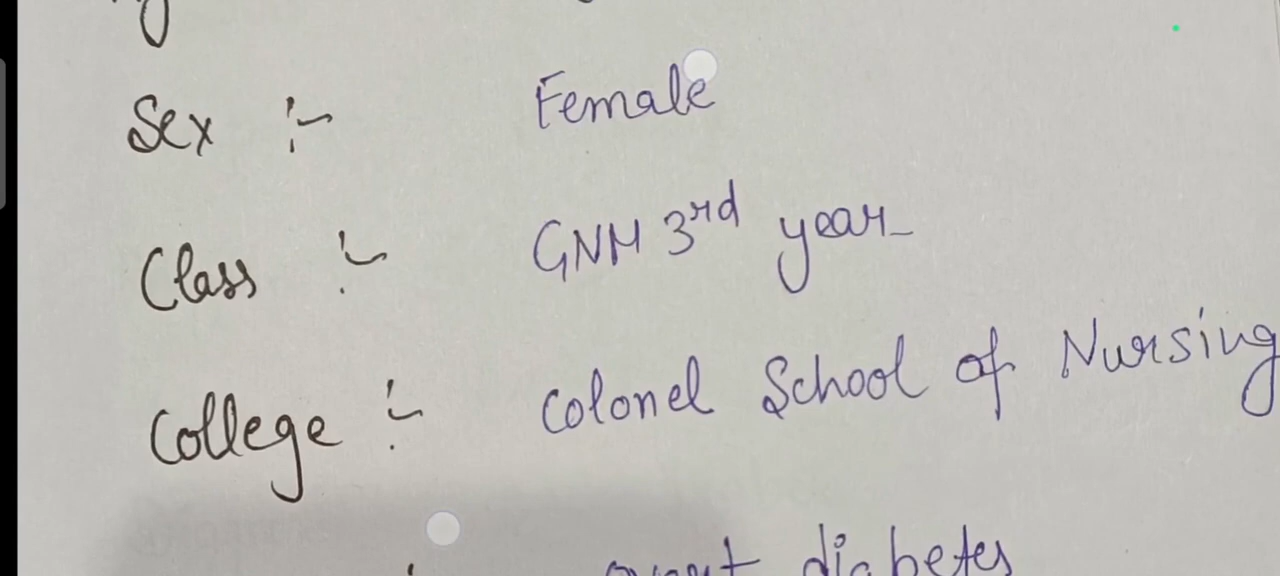 Sex :- Female
Class :- GNM 3rd year
College :- Colonel School of Nursing
diabetes